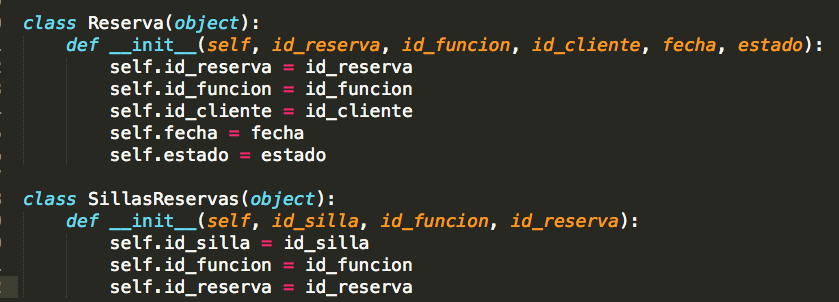 class Reserva(object):
    def __init__(self, id_reserva, id_funcion, id_cliente, fecha, estado):
        self.id_reserva = id_reserva
        self.id_funcion = id_funcion
        self.id_cliente = id_cliente
        self.fecha = fecha
        self.estado = estado
class SillasReservas(object):
    def __init__(self, id_silla, id_funcion, id_reserva):
        self.id_silla = id_silla
        self.id_funcion = id_funcion
        self.id_reserva = id_reserva